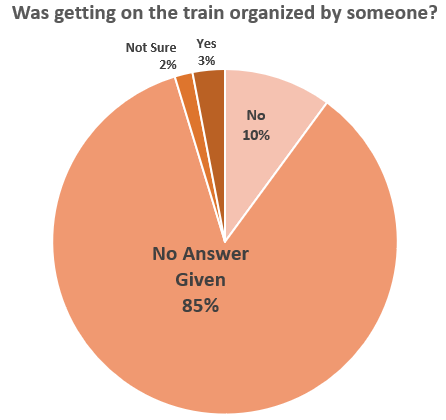 Was getting on the train organized by someone?
Not Sure
2%
Yes
3%
No
10%
No Answer
Given
85%